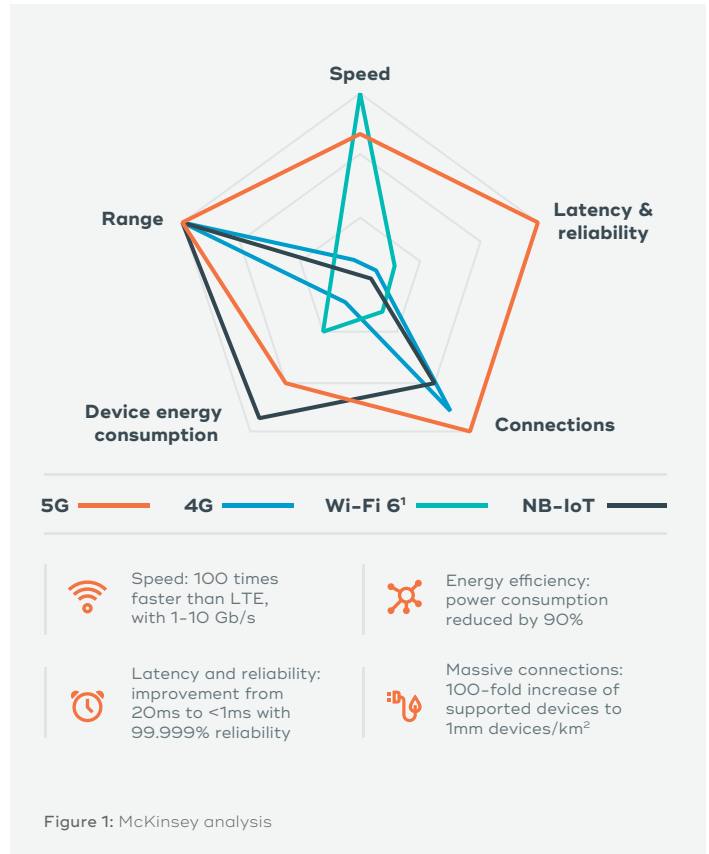 Speed
Range
Latency &
reliability
Device energy
consumption
Connections
5G
4G
Wi-Fi 6¹
NB-IoT
Speed: 100 times
faster than LTE,
with 1-10 Gb/s
Energy efficiency:
power consumption
reduced by 90%
Latency and reliability:
improvement from
20ms to <1ms with
99.999% reliability
Massive connections:
100-fold increase of
supported devices to
1mm devices/km²
Figure 1: McKinsey analysis